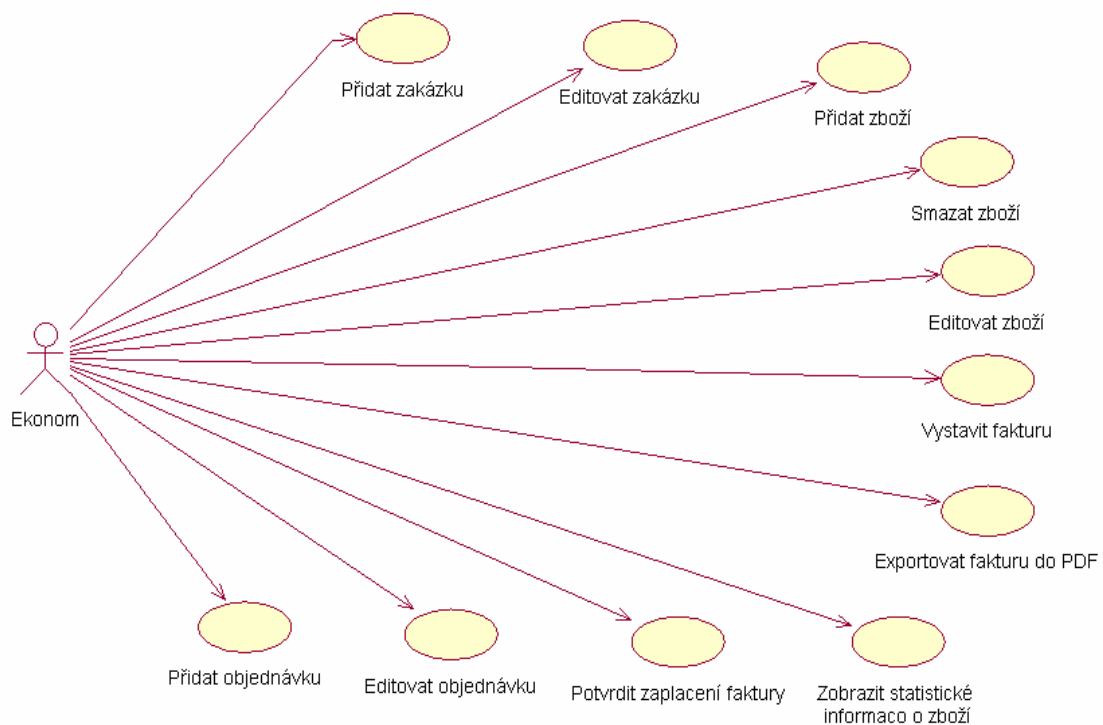 Přidat zakázku
Editovat zakázku
Přidat zboží
Smazat zboží
Editovat zboží
Ekonom
Vystavit fakturu
Exportovat fakturu do PDF
Přidat objednávku
Editovat objednávku
Potvrdit zaplacení faktury
Zobrazit statistické
informaco o zboží